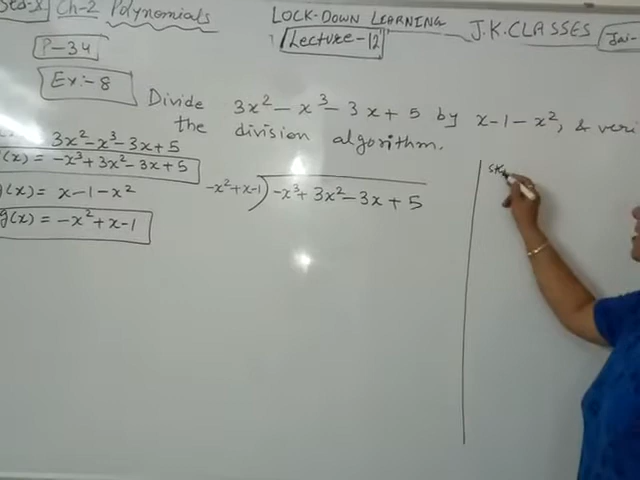 Ch-2 Polynomials
LOCK-DOWN LEARNING
J.K.CLASSES
Lecture-12
P-34
Ex:-8
Divide 3x² - x³ - 3x + 5 by x-1-x², & veri
the division algorithm.
3x²-x³-3x+5
(x) = -x³+3x²-3x+5
(x) = x-1-x²
g(x) = -x²+x-1
-x²+x-1) -x³+3x²-3x+5